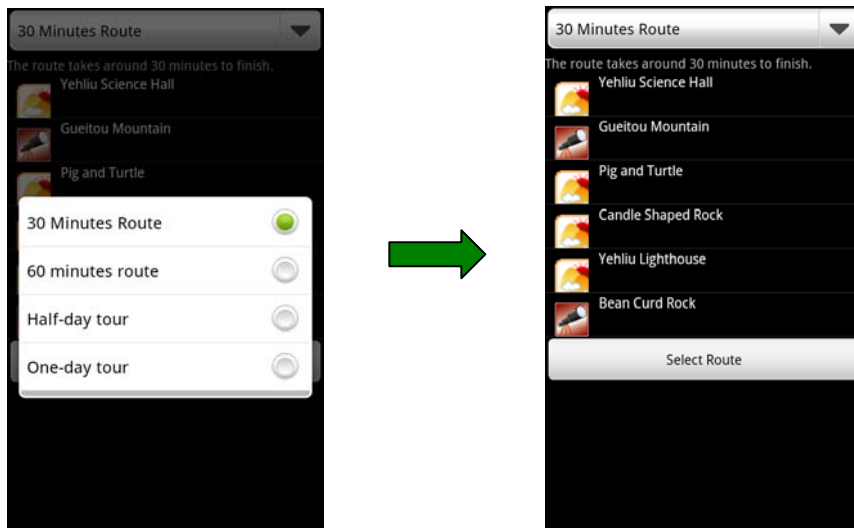 30 Minutes Route
The route takes around 30 minutes to finish.
Yehliu Science Hall
Gueitou Mountain
Pig and Turtle
30 Minutes Route
60 minutes route
Half-day tour
One-day tour
30 Minutes Route
The route takes around 30 minutes to finish.
Yehliu Science Hall
Gueitou Mountain
Pig and Turtle
Candle Shaped Rock
Yehliu Lighthouse
Bean Curd Rock
Select Route